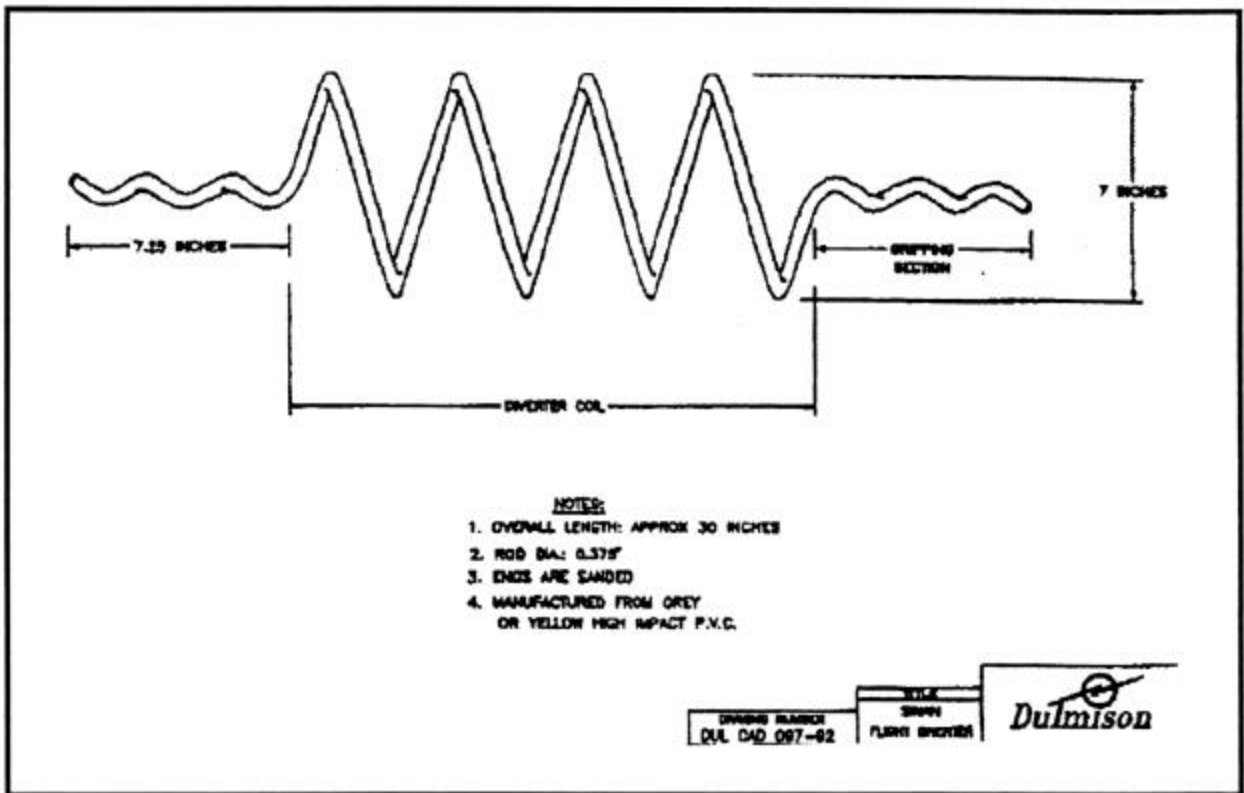 7 INCHES
7.25 INCHES
GRIPPING
SECTION
DIVERTER COIL
NOTES:
1. OVERALL LENGTH: APPROX 30 INCHES
2. ROD DIA.: 0.375"
3. ENDS ARE SANDED
4. MANUFACTURED FROM GREY
OR YELLOW HIGH IMPACT P.V.C.
TITLE
SWAN
FLIGHT DIVERTER
DRAWING NUMBER
DUL CAD 097-92
Dulmison